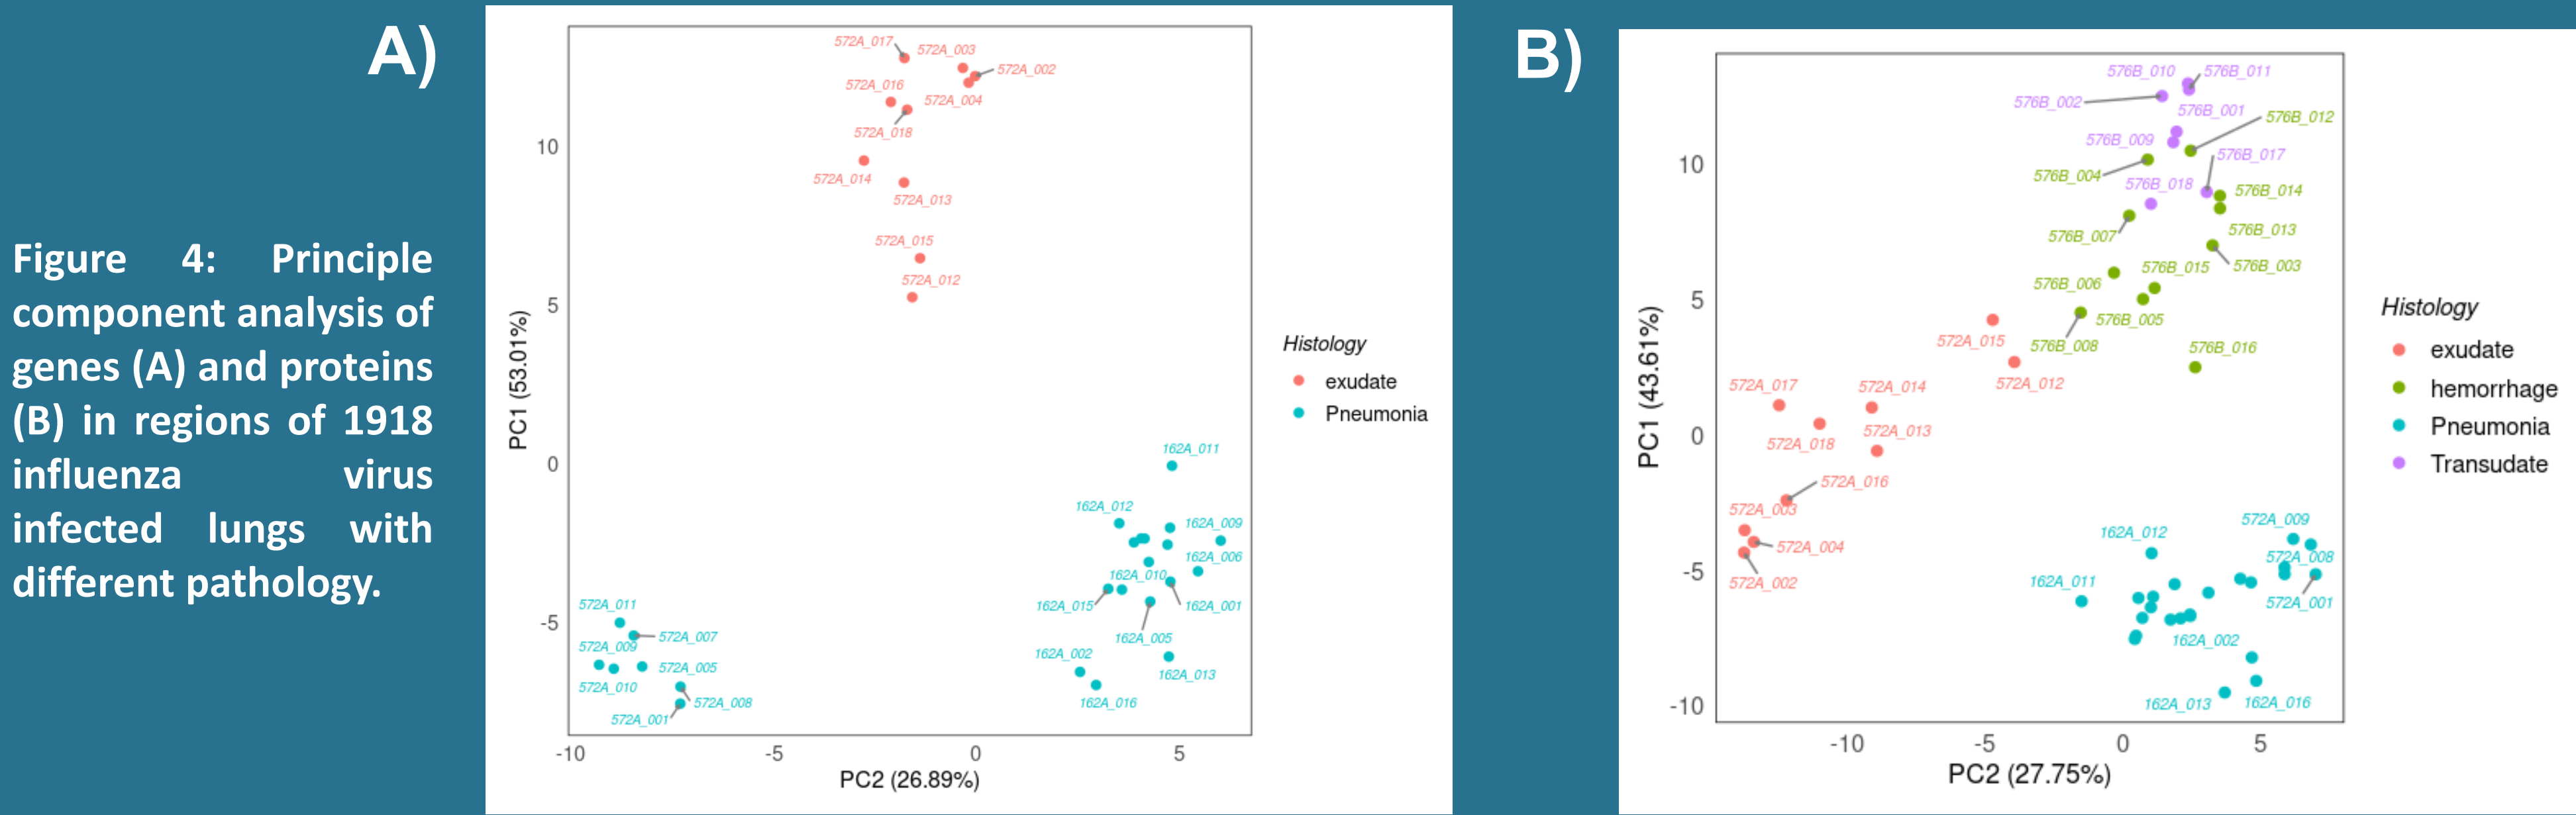 A)
B)
Figure 4: Principle
component analysis of
genes (A) and proteins
(B) in regions of 1918
influenza virus
infected lungs with
different pathology.
572A_017
572A_003
572A_002
572A_016
572A_004
572A_018
572A_014
572A_013
572A_015
572A_012
162A_011
162A_012
162A_009
162A_006
162A_010
162A_015
162A_001
162A_005
162A_002
162A_013
162A_016
572A_011
572A_007
572A_009
572A_005
572A_010
572A_008
572A_001
10
5
0
-5
-10
-5
0
5
PC1 (53.01%)
PC2 (26.89%)
Histology
exudate
Pneumonia
576B_010
576B_011
576B_002
576B_001
576B_012
576B_009
576B_017
576B_004
576B_018
576B_014
576B_007
576B_013
576B_003
576B_015
576B_006
576B_005
576B_008
576B_016
572A_015
572A_012
572A_017
572A_014
572A_018
572A_013
572A_016
572A_003
572A_004
572A_002
572A_009
162A_012
572A_008
162A_011
572A_001
162A_002
162A_013
162A_016
10
5
0
-5
-10
-10
-5
0
5
PC1 (43.61%)
PC2 (27.75%)
Histology
exudate
hemorrhage
Pneumonia
Transudate